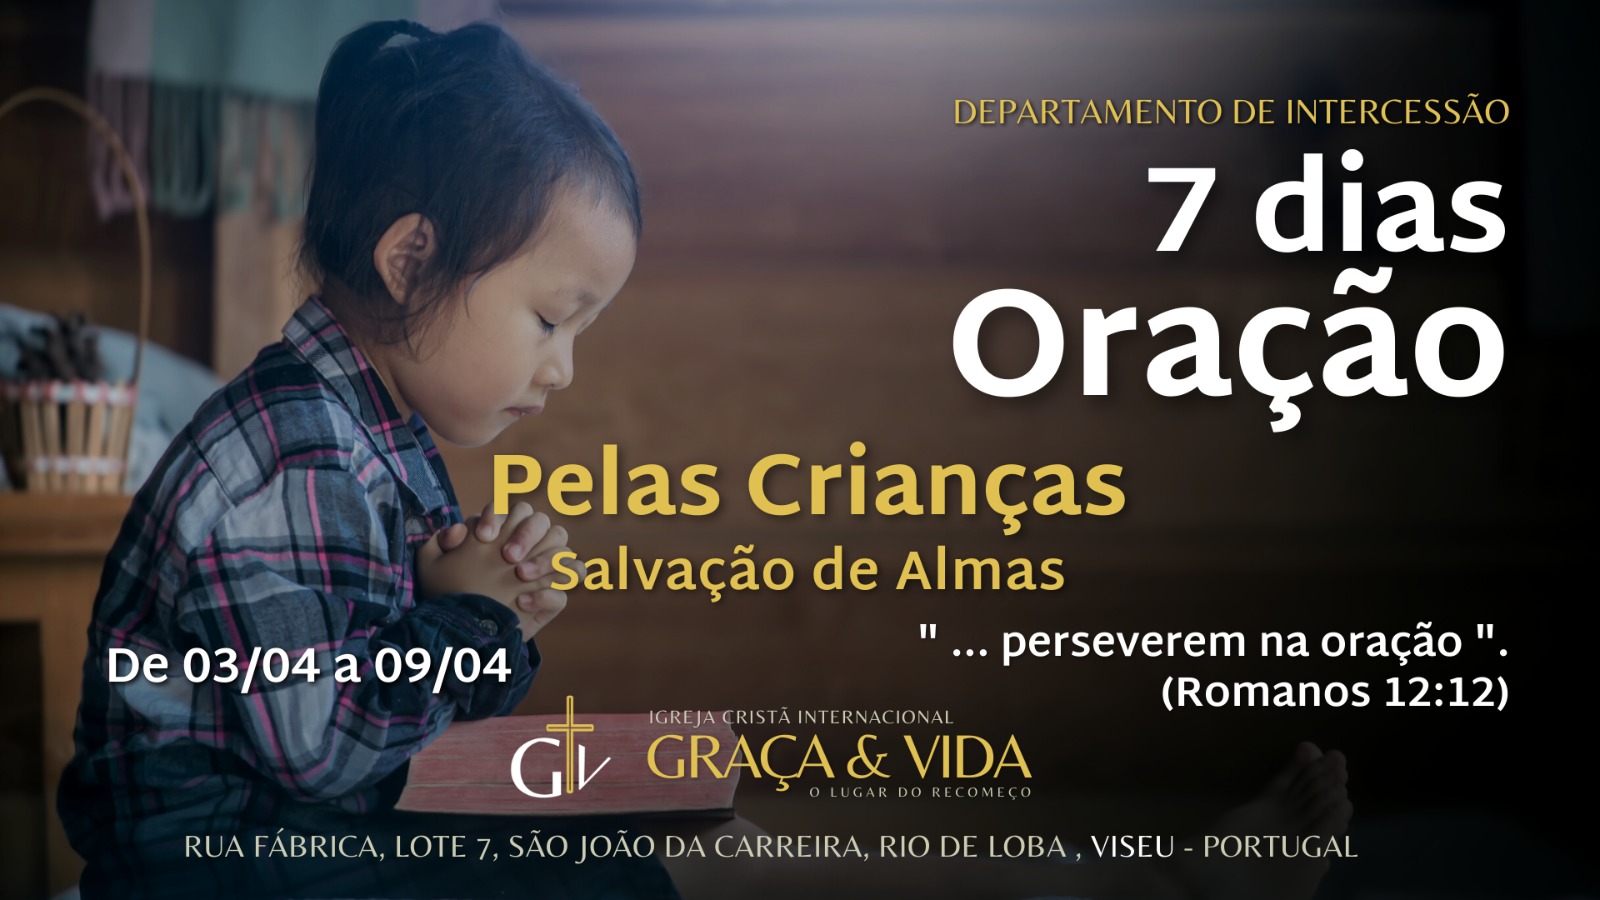 DEPARTAMENTO DE INTERCESSÃO
7 dias
Oração
Pelas Crianças
Salvação de Almas
" ... perseverem na oração ".
(Romanos 12:12)
De 03/04 a 09/04
GV
IGREJA CRISTÃ INTERNACIONAL
GRAÇA & VIDA
O LUGAR DO RECOMEÇO
RUA FÁBRICA, LOTE 7, SÃO JOÃO DA CARREIRA, RIO DE LOBA , VISEU - PORTUGAL